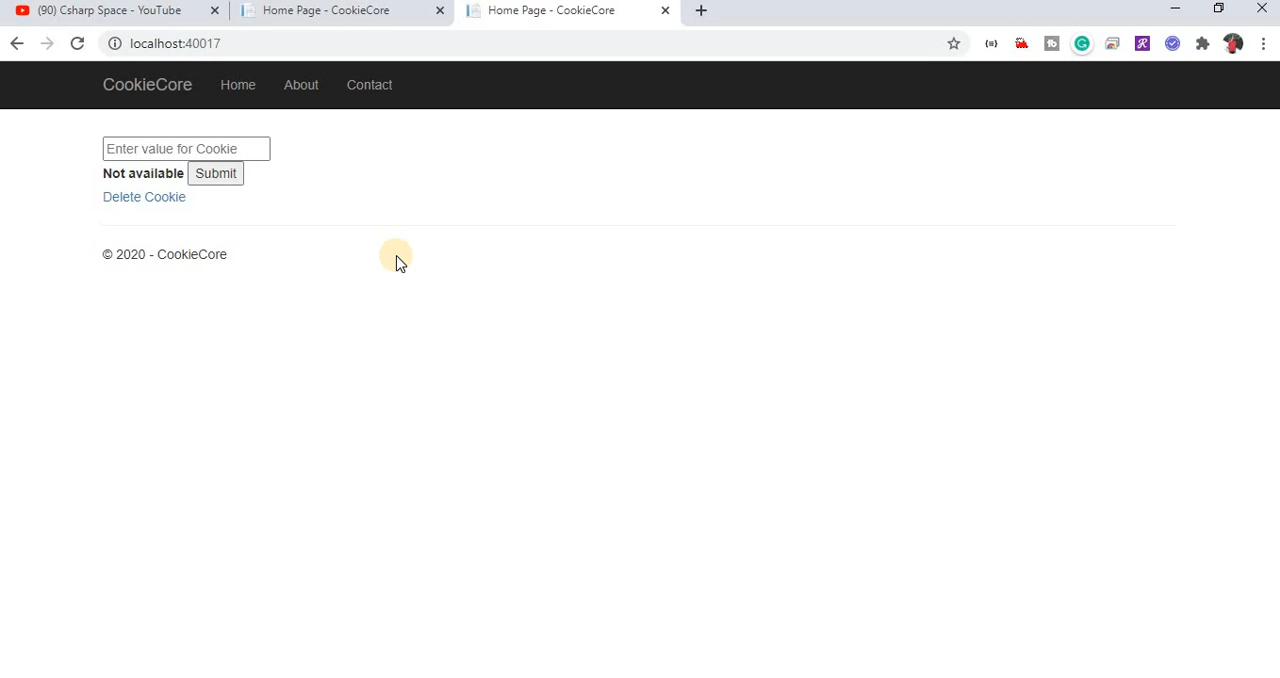 (90) Csharp Space - YouTube
Home Page - CookieCore
Home Page - CookieCore
localhost:40017
CookieCore
Home
About
Contact
Enter value for Cookie
Not available
Submit
Delete Cookie
© 2020 - CookieCore